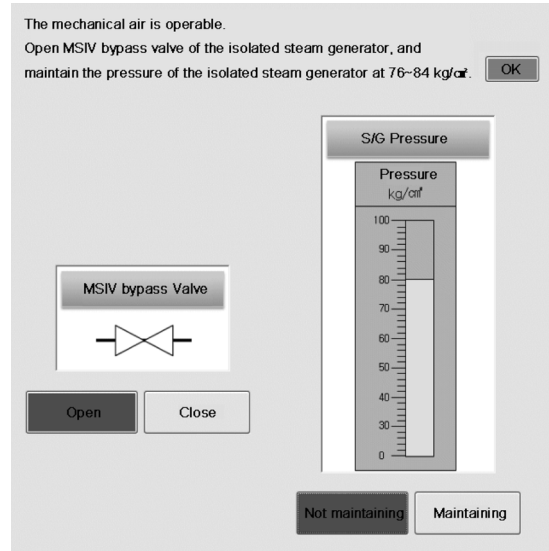 The mechanical air is operable.
Open MSIV bypass valve of the isolated steam generator, and
maintain the pressure of the isolated steam generator at 76~84 kg/㎠.
OK
S/G Pressure
Pressure
kg/㎠
100
90
80
70
60
50
40
30
0
MSIV bypass Valve
Open
Close
Not maintaining
Maintaining